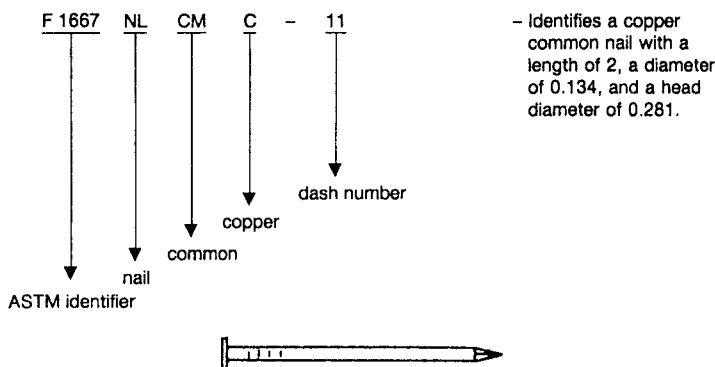 F 1667 NL CM C – 11
– Identifies a copper
common nail with a
length of 2, a diameter
of 0.134, and a head
diameter of 0.281.
dash number
copper
common
nail
ASTM identifier